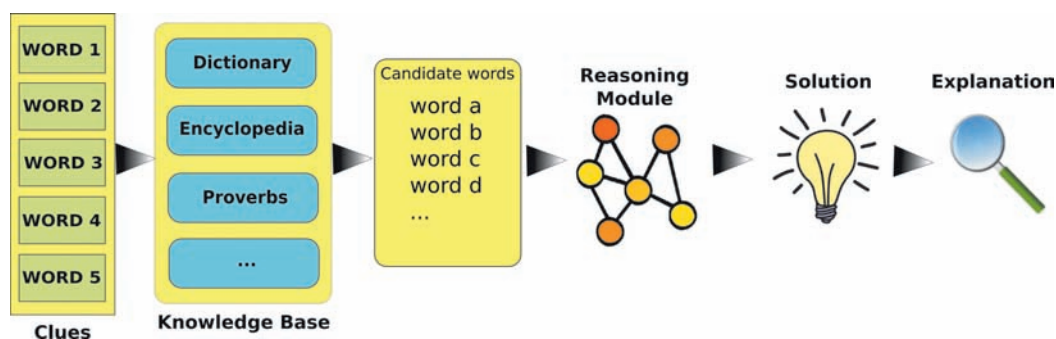 WORD 1
WORD 2
WORD 3
WORD 4
WORD 5
Clues
Dictionary
Encyclopedia
Proverbs
...
Knowledge Base
Candidate words
word a
word b
word c
word d
...
Reasoning
Module
Solution
Explanation